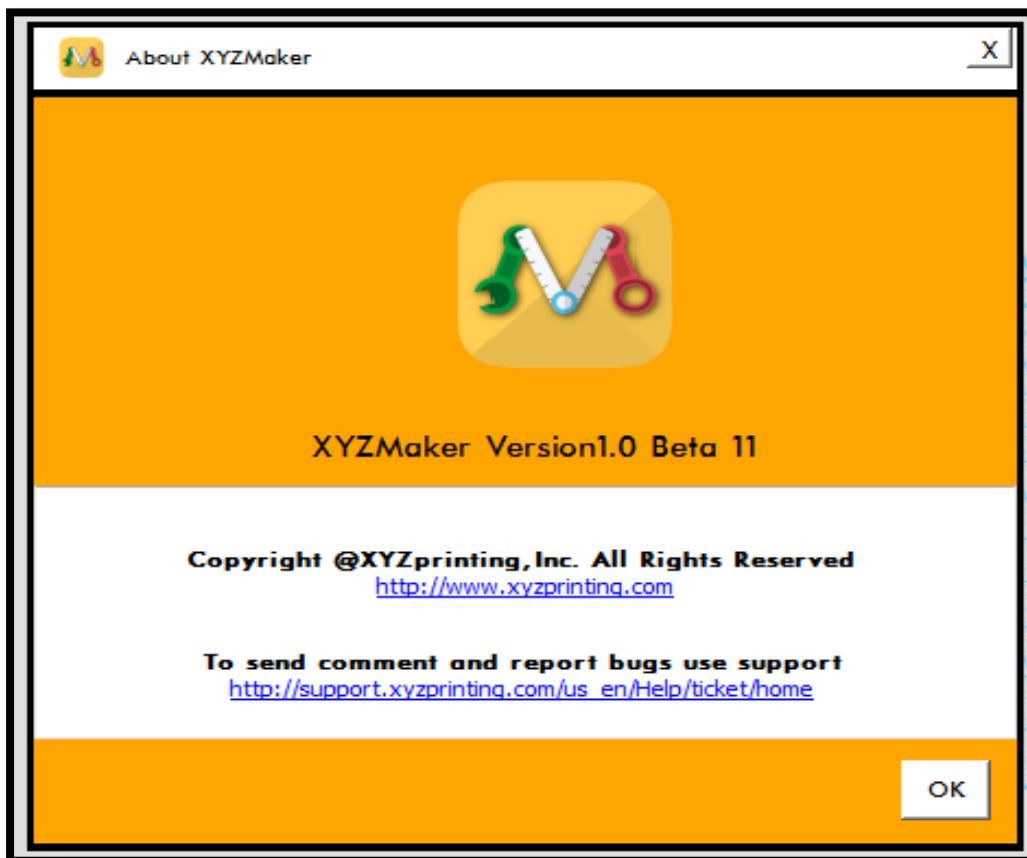 About XYZMaker
X
XYZMaker Version1.0 Beta 11
Copyright @XYZprinting,Inc. All Rights Reserved
http://www.xyzprinting.com
To send comment and report bugs use support
http://support.xyzprinting.com/us_en/Help/ticket/home
OK